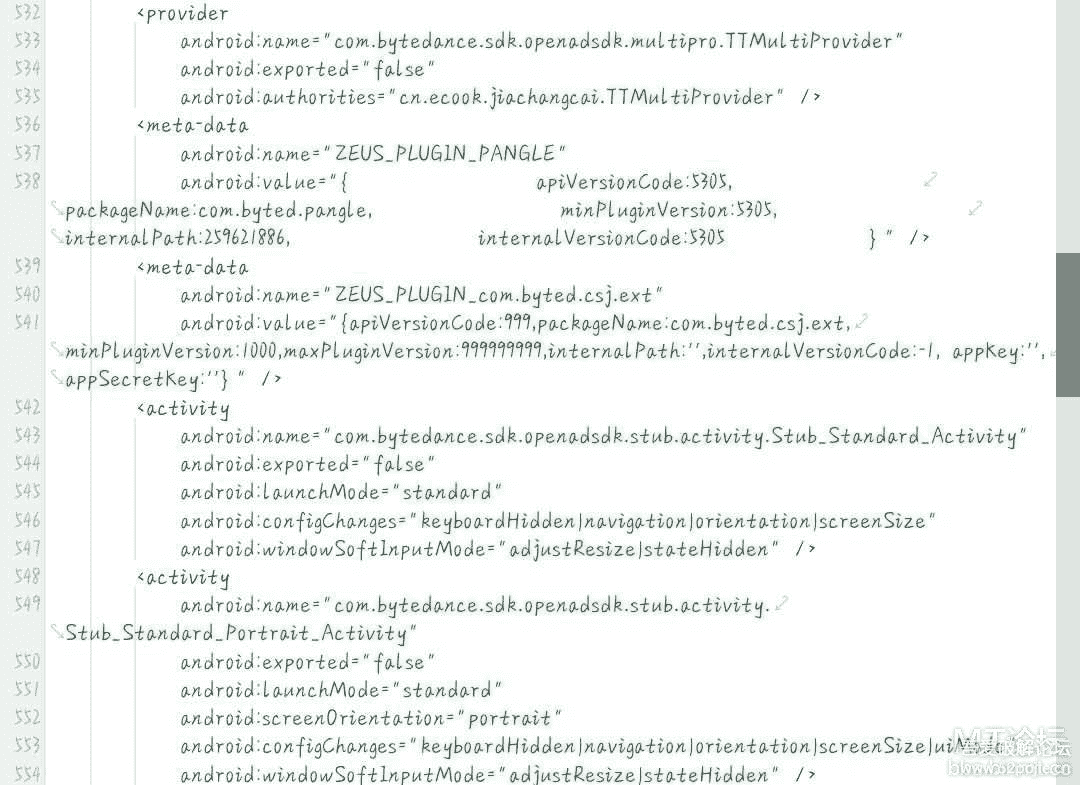 532 <provider
533 android:name="com.bytedance.sdk.openadsdk.multipro.TTMultiProvider"
534 android:exported="false"
535 android:authorities="cn.ecook.jiachangcai.TTMultiProvider" />
536 <meta-data
537 android:name="ZEUS_PLUGIN_PANGLE"
538 android:value="{ apiVersionCode:5305,
packageName:com.byted.pangle, minPluginVersion:5305,
internalPath:259621886, internalVersionCode:5305 } " />
539 <meta-data
540 android:name="ZEUS_PLUGIN_com.byted.csj.ext"
541 android:value="{apiVersionCode:999,packageName:com.byted.csj.ext,
minPluginVersion:1000,maxPluginVersion:999999999,internalPath:'',internalVersionCode:-1, appKey:'',
appSecretKey:''} " />
542 <activity
543 android:name="com.bytedance.sdk.openadsdk.stub.activity.Stub_Standard_Activity"
544 android:exported="false"
545 android:launchMode="standard"
546 android:configChanges="keyboardHidden|navigation|orientation|screenSize"
547 android:windowSoftInputMode="adjustResize|stateHidden" />
548 <activity
549 android:name="com.bytedance.sdk.openadsdk.stub.activity.
Stub_Standard_Portrait_Activity"
550 android:exported="false"
551 android:launchMode="standard"
552 android:screenOrientation="portrait"
553 android:configChanges="keyboardHidden|navigation|orientation|screenSize|uiMode"
554 android:windowSoftInputMode="adjustResize|stateHidden" />